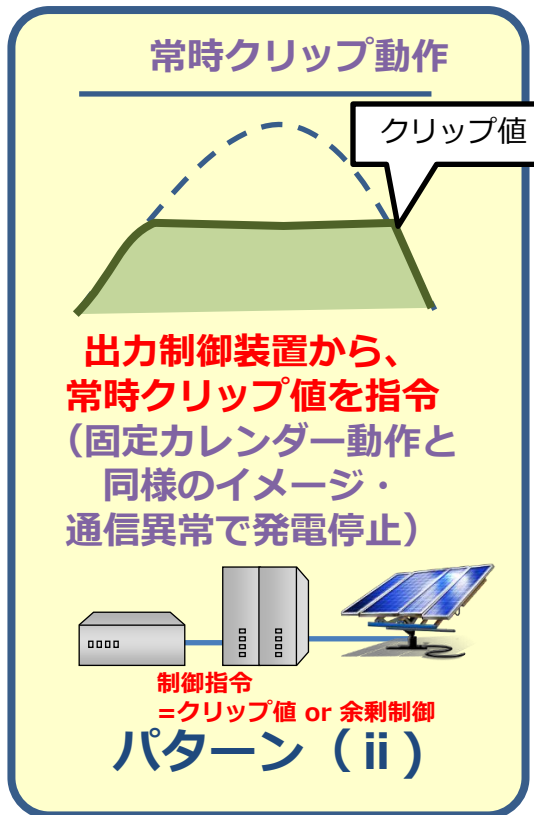 常時クリップ動作
クリップ値
出力制御装置から、
常時クリップ値を指令
（固定カレンダー動作と
同様のイメージ・
通信異常で発電停止）
制御指令
=クリップ値 or 余剰制御
パターン（ⅱ）